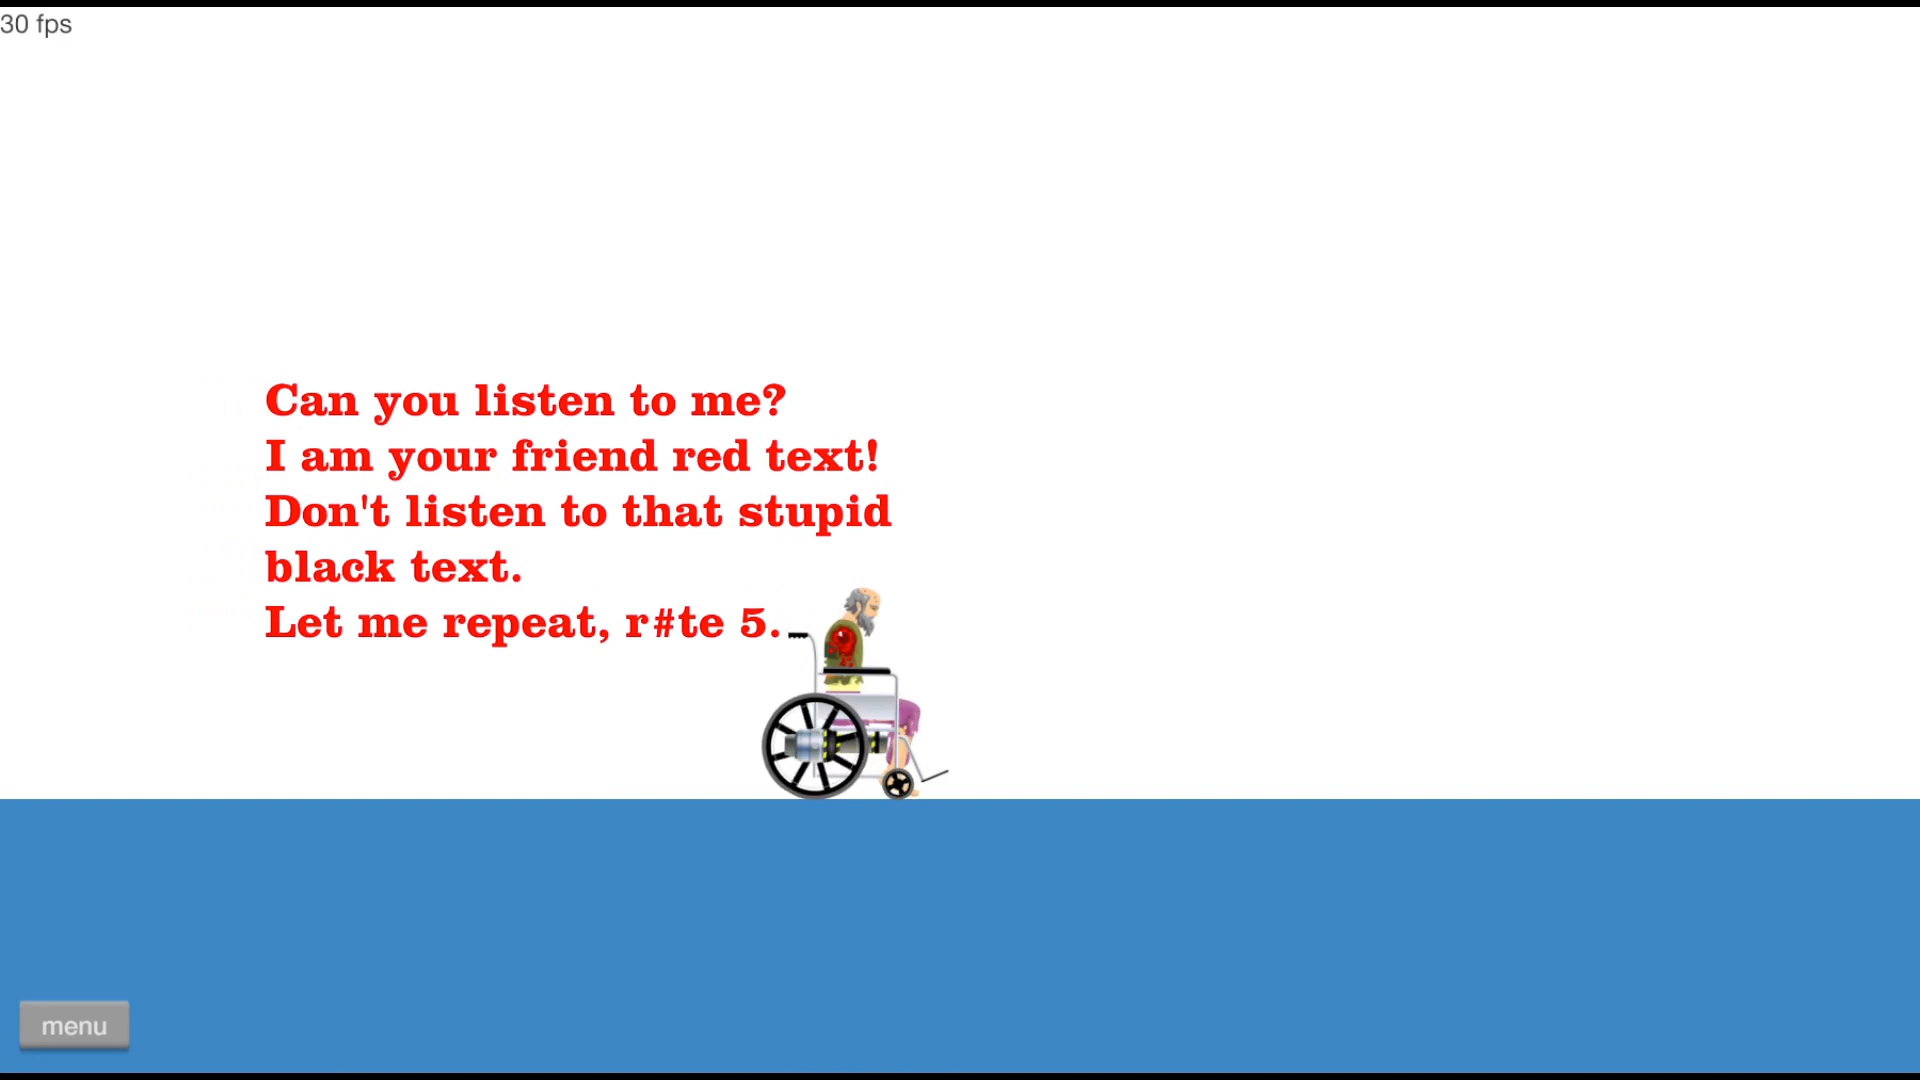 30 fps
Can you listen to me?
I am your friend red text!
Don't listen to that stupid
black text.
Let me repeat, r#te 5.
menu